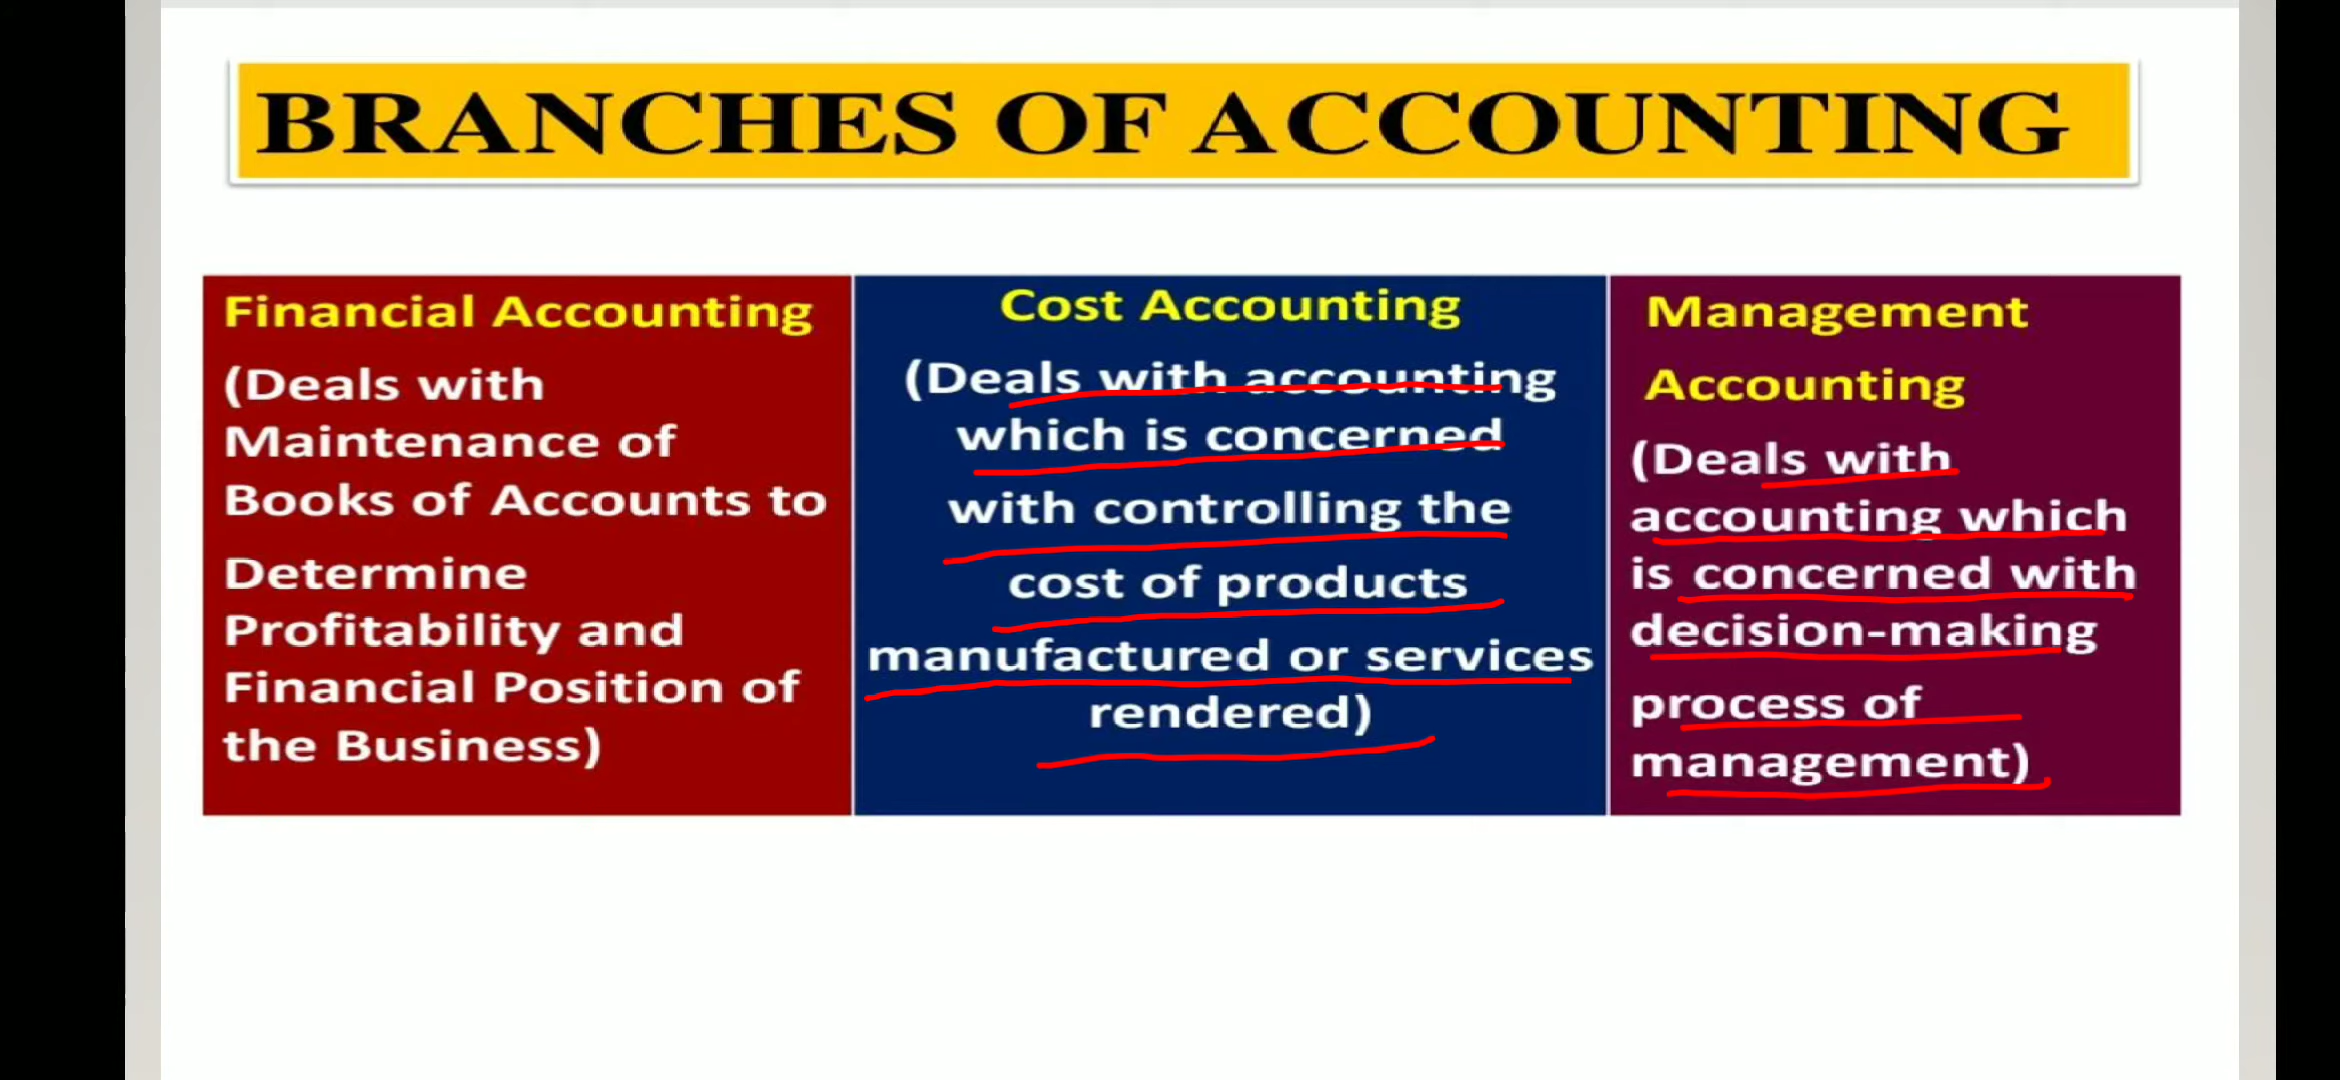 BRANCHES OF ACCOUNTING
Financial Accounting
(Deals with
Maintenance of
Books of Accounts to
Determine
Profitability and
Financial Position of
the Business)
Cost Accounting
(Deals with accounting
which is concerned
with controlling the
cost of products
manufactured or services
rendered)
Management
Accounting
(Deals with
accounting which
is concerned with
decision-making
process of
management)